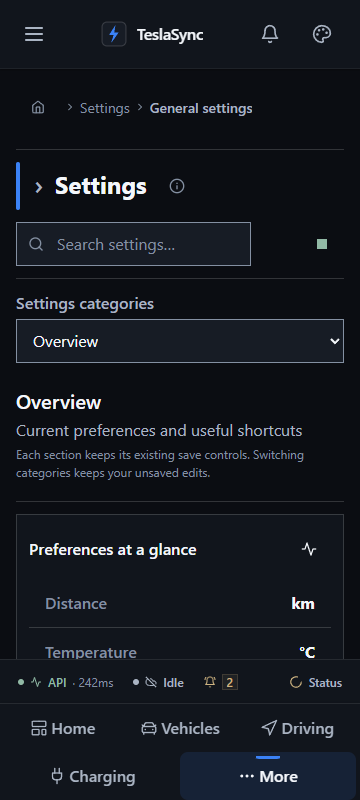 TeslaSync
Settings › General settings
› Settings
Search settings...
Settings categories
Overview
Overview
Current preferences and useful shortcuts
Each section keeps its existing save controls. Switching
categories keeps your unsaved edits.
Preferences at a glance
Distance km
Temperature °C
API · 242ms Idle 2 Status
Home Vehicles Driving
Charging More